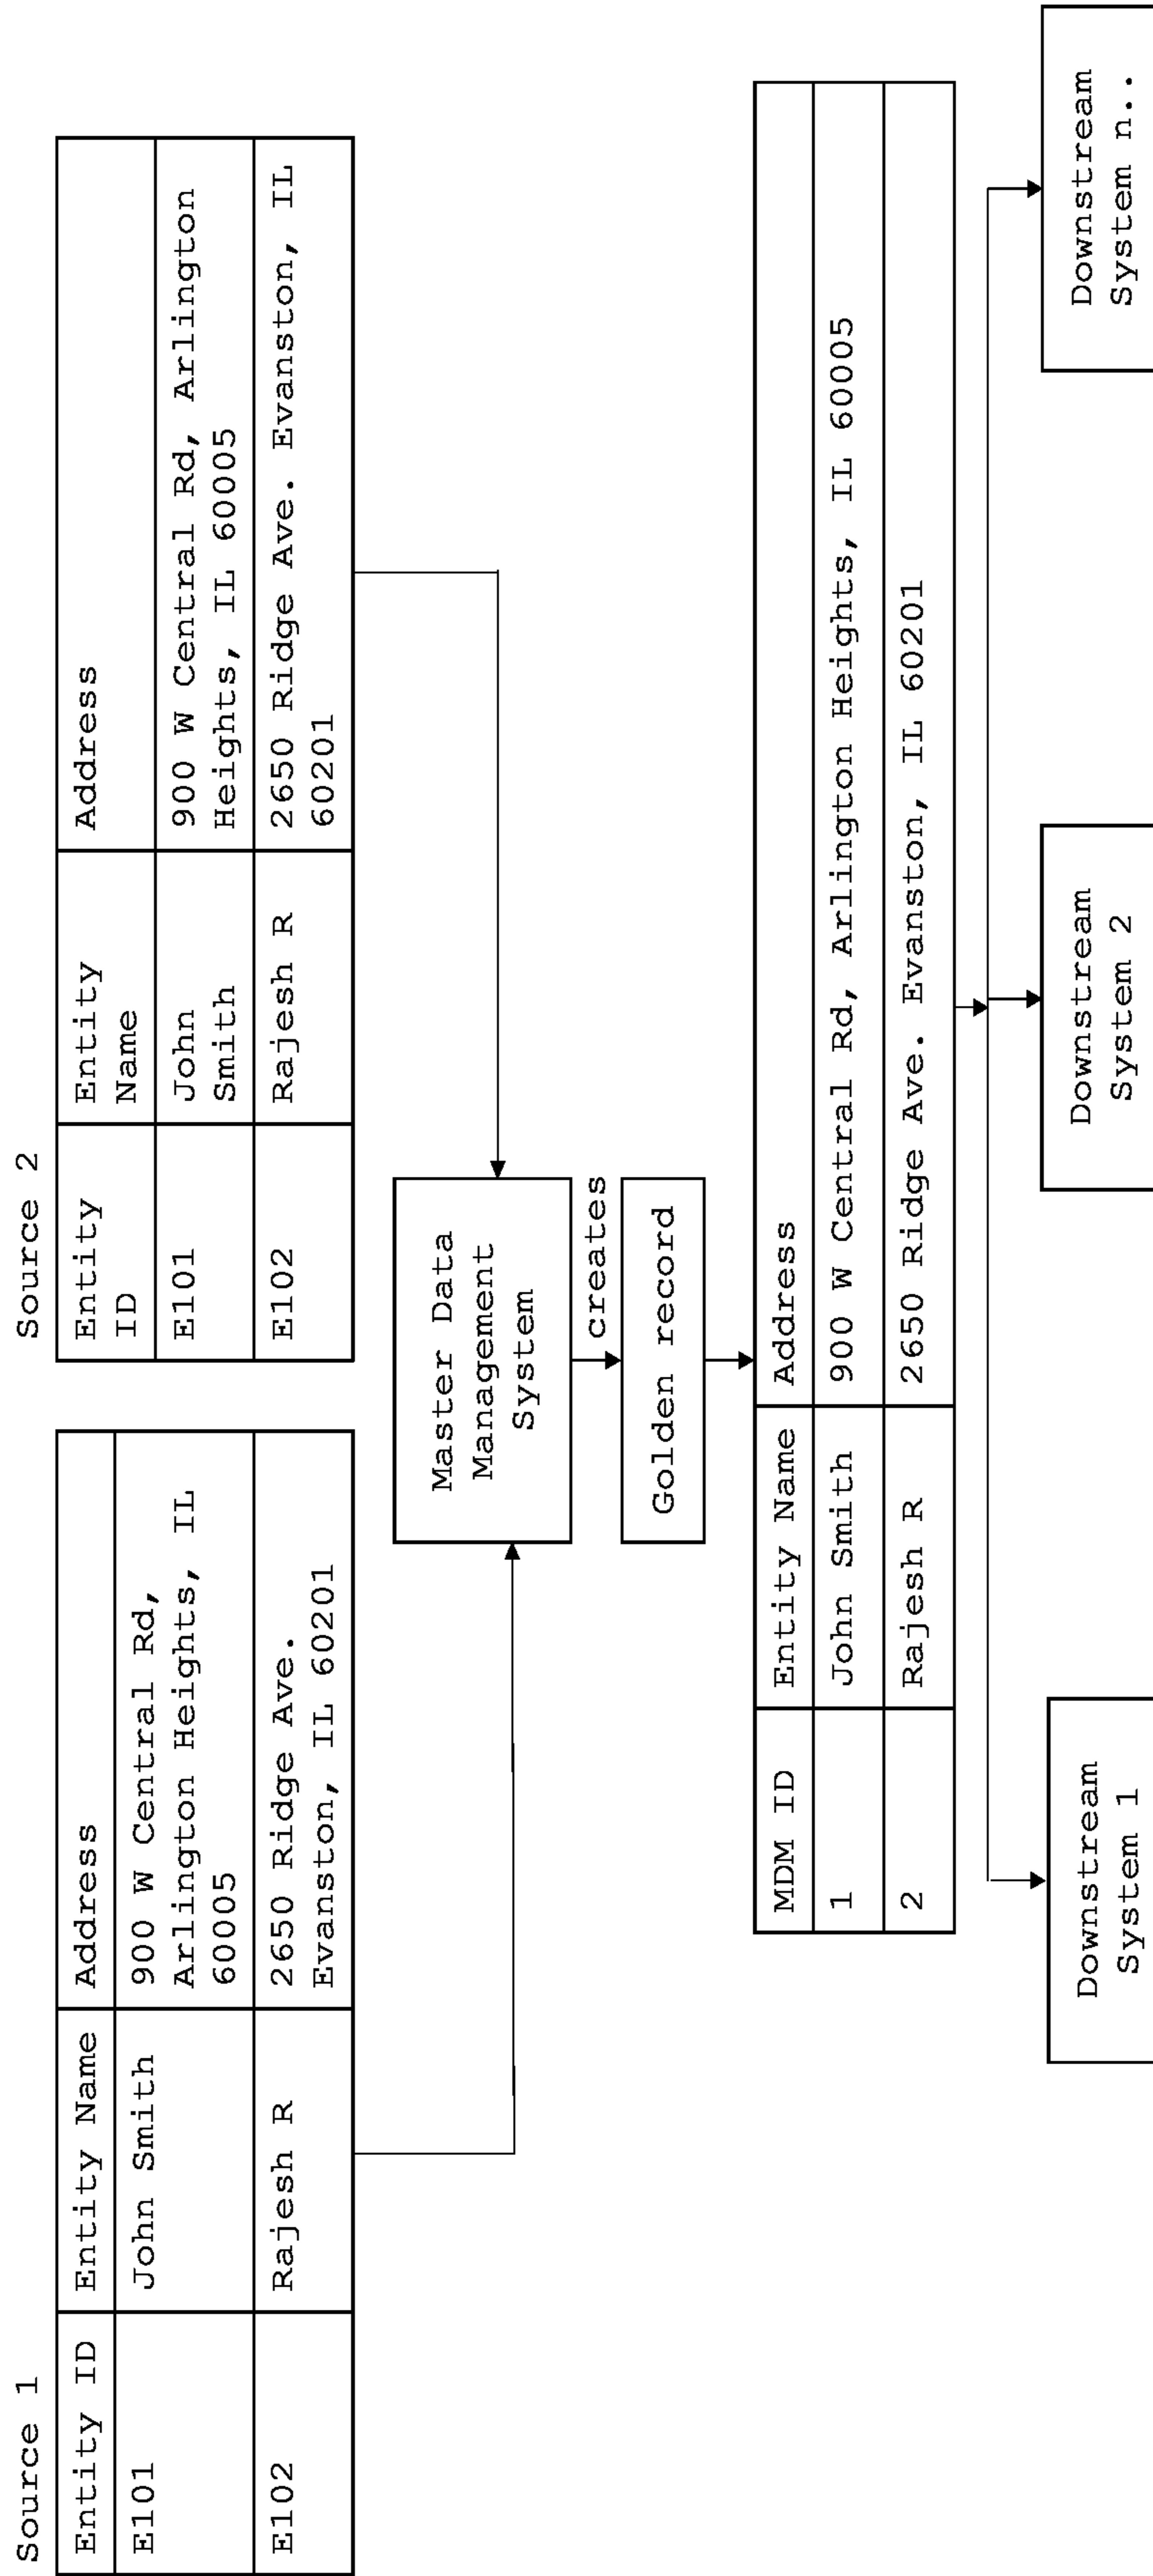 Source 1
Entity ID Entity Name Address
E101 John Smith 900 W Central Rd,
Arlington Heights, IL
60005
E102 Rajesh R 2650 Ridge Ave.
Evanston, IL 60201
Source 2
Entity
ID
Entity
Name
Address
E101
John
Smith
900 W Central Rd, Arlington
Heights, IL 60005
E102
Rajesh R
2650 Ridge Ave. Evanston, IL
60201
Master Data
Management
System
creates
Golden record
MDM ID Entity Name Address
1 John Smith 900 W Central Rd, Arlington Heights, IL 60005
2 Rajesh R 2650 Ridge Ave. Evanston, IL 60201
Downstream
System 1
Downstream
System 2
Downstream
System n..